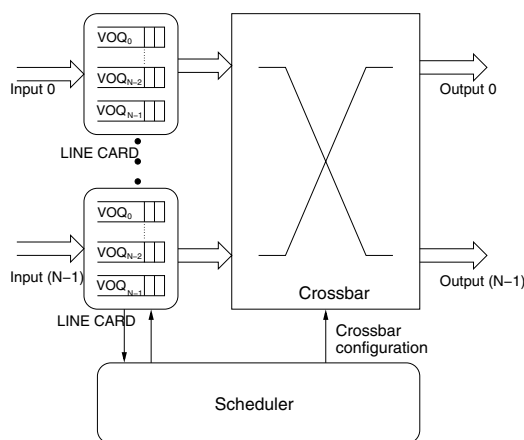 VOQ0
VOQN-2
VOQN-1
Input 0
Output 0
LINE CARD
VOQ0
VOQN-2
VOQN-1
Input (N-1)
Output (N-1)
Crossbar
LINE CARD
Crossbar
configuration
Scheduler